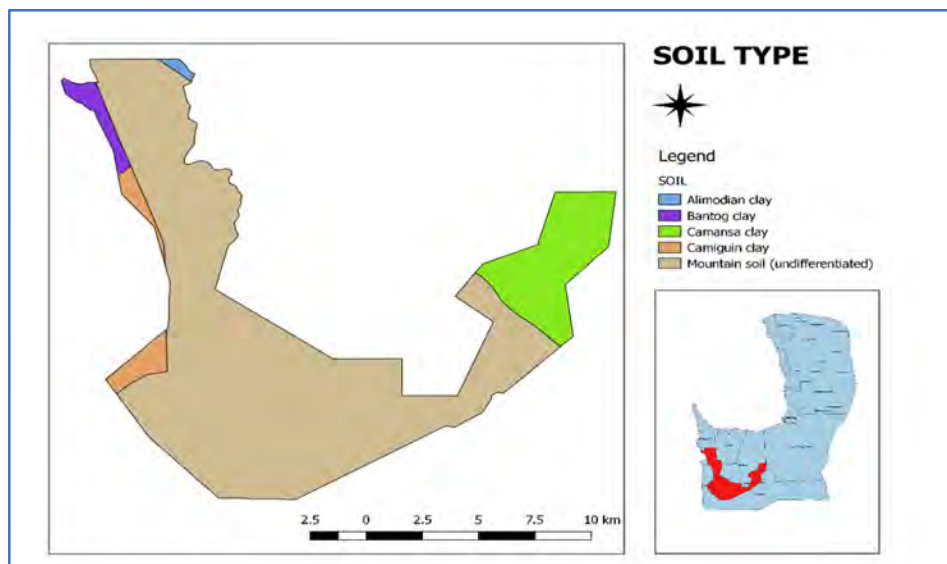 SOIL TYPE
Legend
SOIL
Alimodian clay
Bantog clay
Camansa clay
Camiguin clay
Mountain soil (undifferentiated)
2.5 0 2.5 5 7.5 10 km